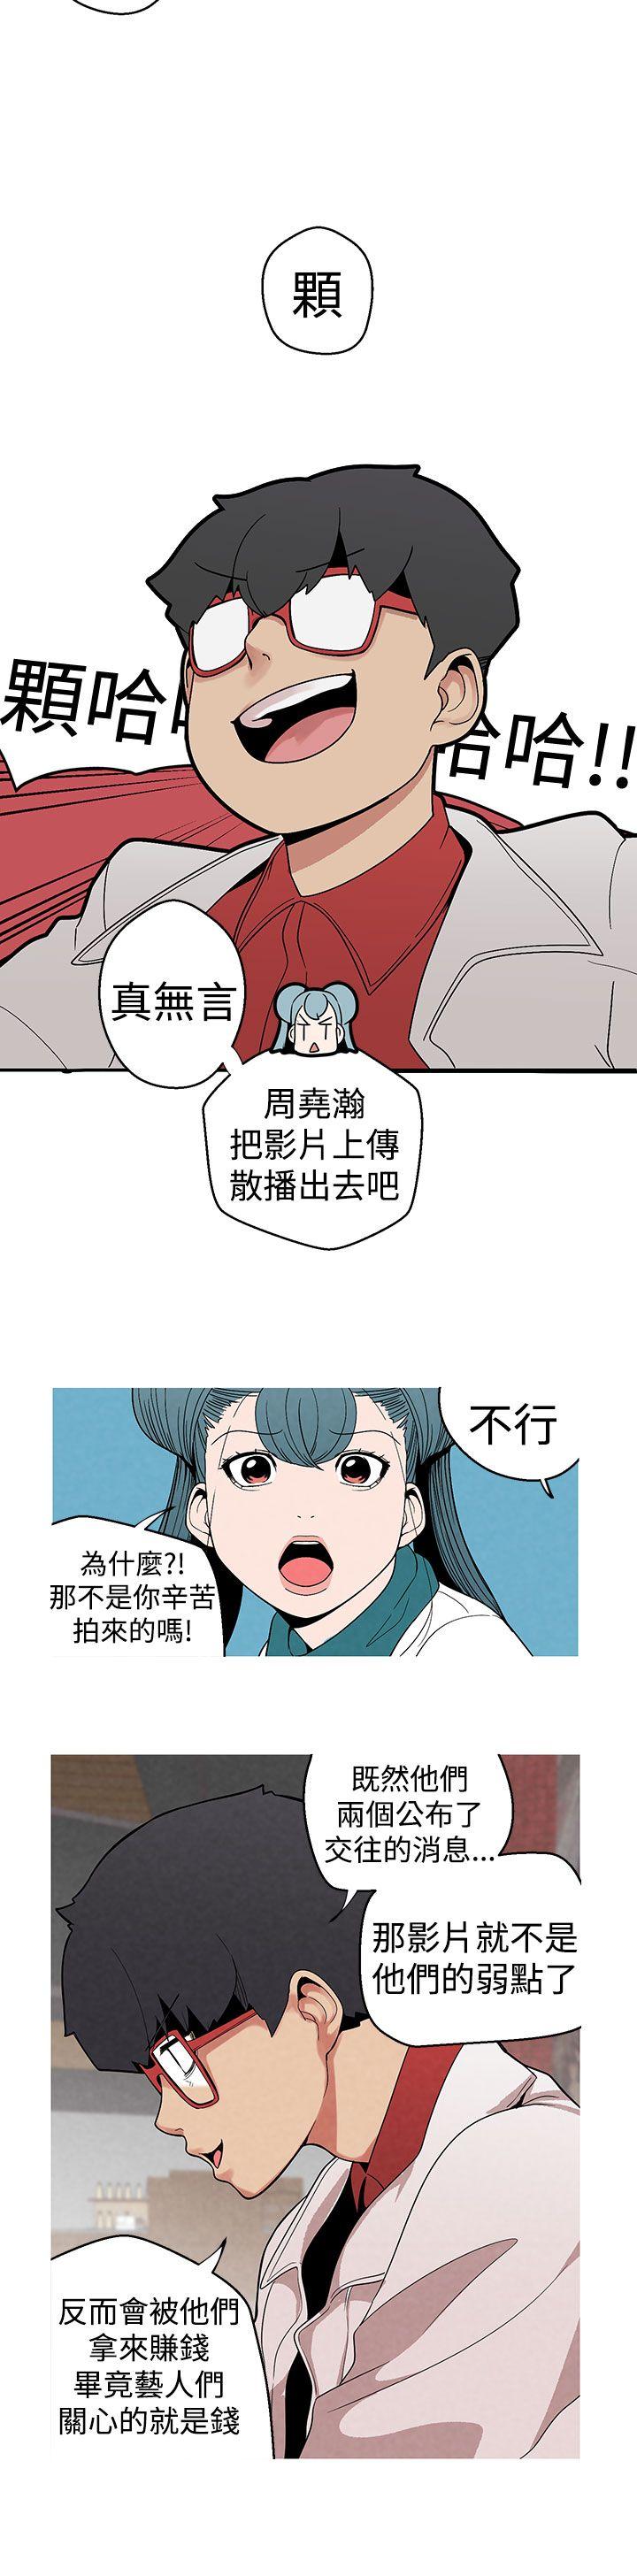 顆
顆哈哈哈!!
真無言
周堯瀚
把影片上傳
散播出去吧
不行
為什麼?!
那不是你辛苦
拍來的嗎!
既然他們
兩個公布了
交往的消息...
那影片就不是
他們的弱點了
反而會被他們
拿來賺錢
畢竟藝人們
關心的就是錢